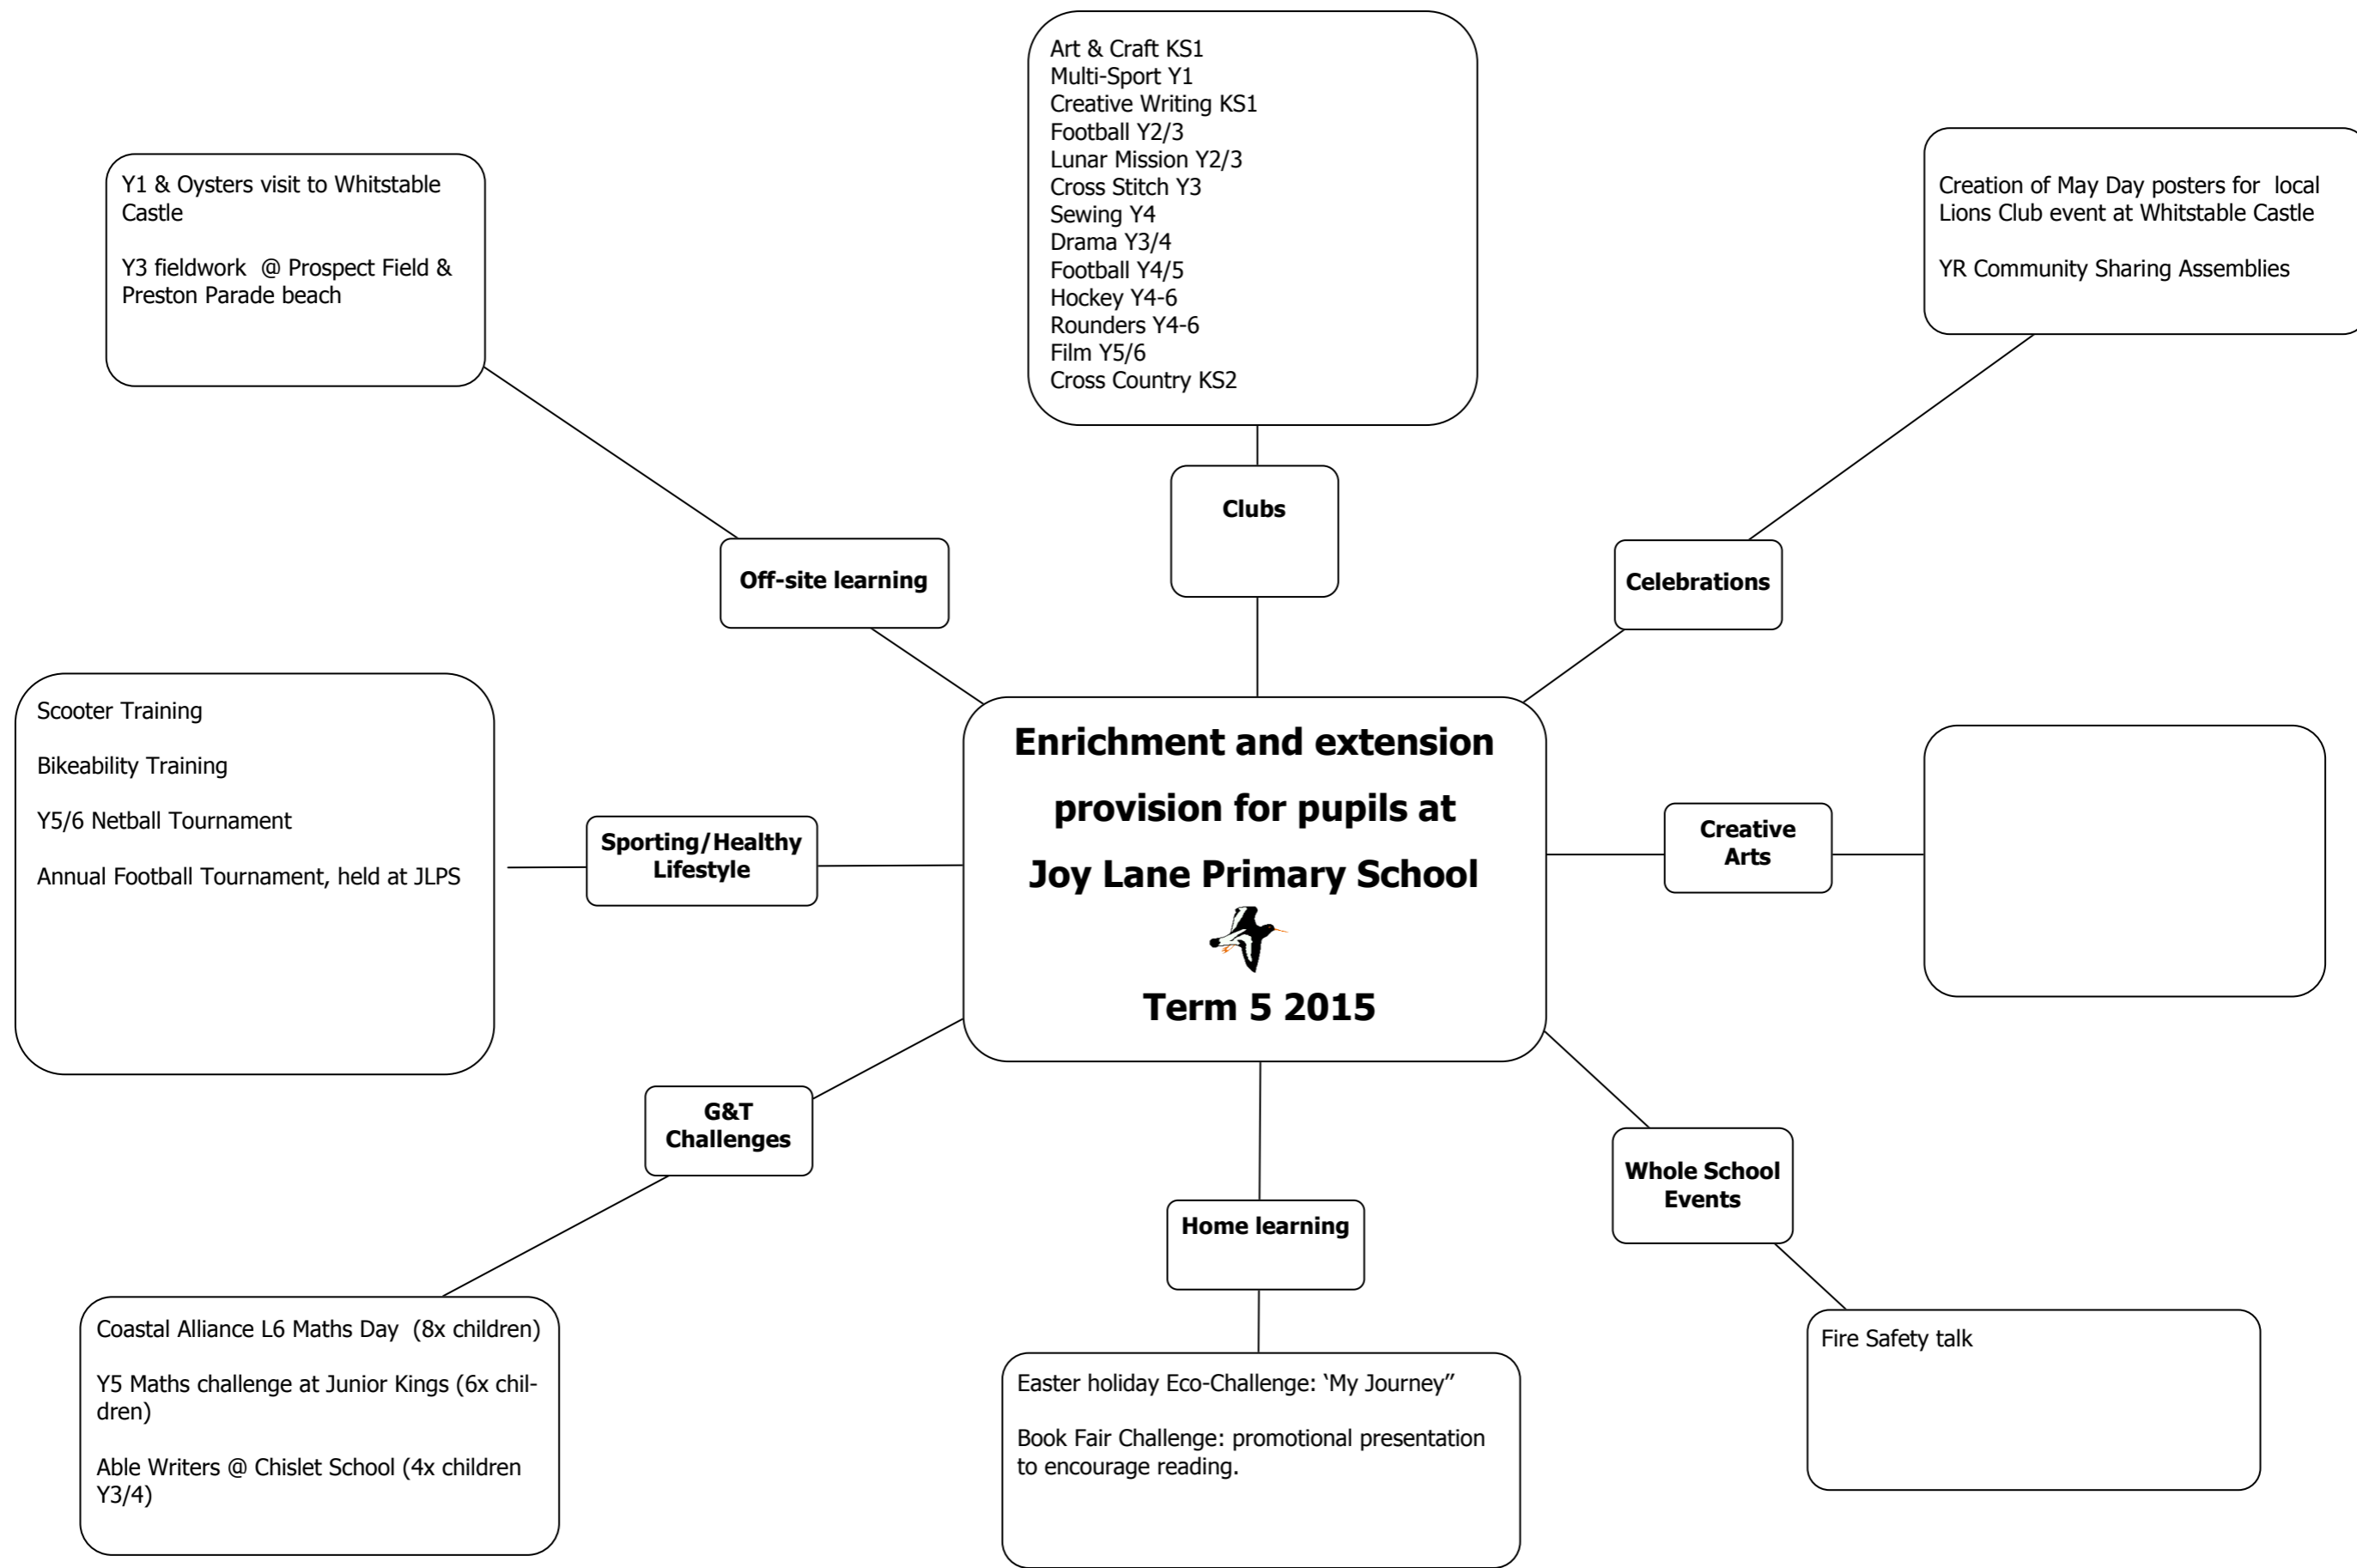 Art & Craft KS1
Multi-Sport Y1
Creative Writing KS1
Football Y2/3
Lunar Mission Y2/3
Cross Stitch Y3
Sewing Y4
Drama Y3/4
Football Y4/5
Hockey Y4-6
Rounders Y4-6
Film Y5/6
Cross Country KS2
Y1 & Oysters visit to Whitstable
Castle
Y3 fieldwork @ Prospect Field &
Preston Parade beach
Creation of May Day posters for local
Lions Club event at Whitstable Castle
YR Community Sharing Assemblies
Clubs
Off-site learning
Celebrations
Scooter Training
Bikeability Training
Y5/6 Netball Tournament
Annual Football Tournament, held at JLPS
Sporting/Healthy
Lifestyle
Enrichment and extension
provision for pupils at
Joy Lane Primary School
Term 5 2015
Creative
Arts
G&T
Challenges
Home learning
Whole School
Events
Coastal Alliance L6 Maths Day (8x children)
Y5 Maths challenge at Junior Kings (6x chil-
dren)
Able Writers @ Chislet School (4x children
Y3/4)
Easter holiday Eco-Challenge: ‘My Journey”
Book Fair Challenge: promotional presentation
to encourage reading.
Fire Safety talk